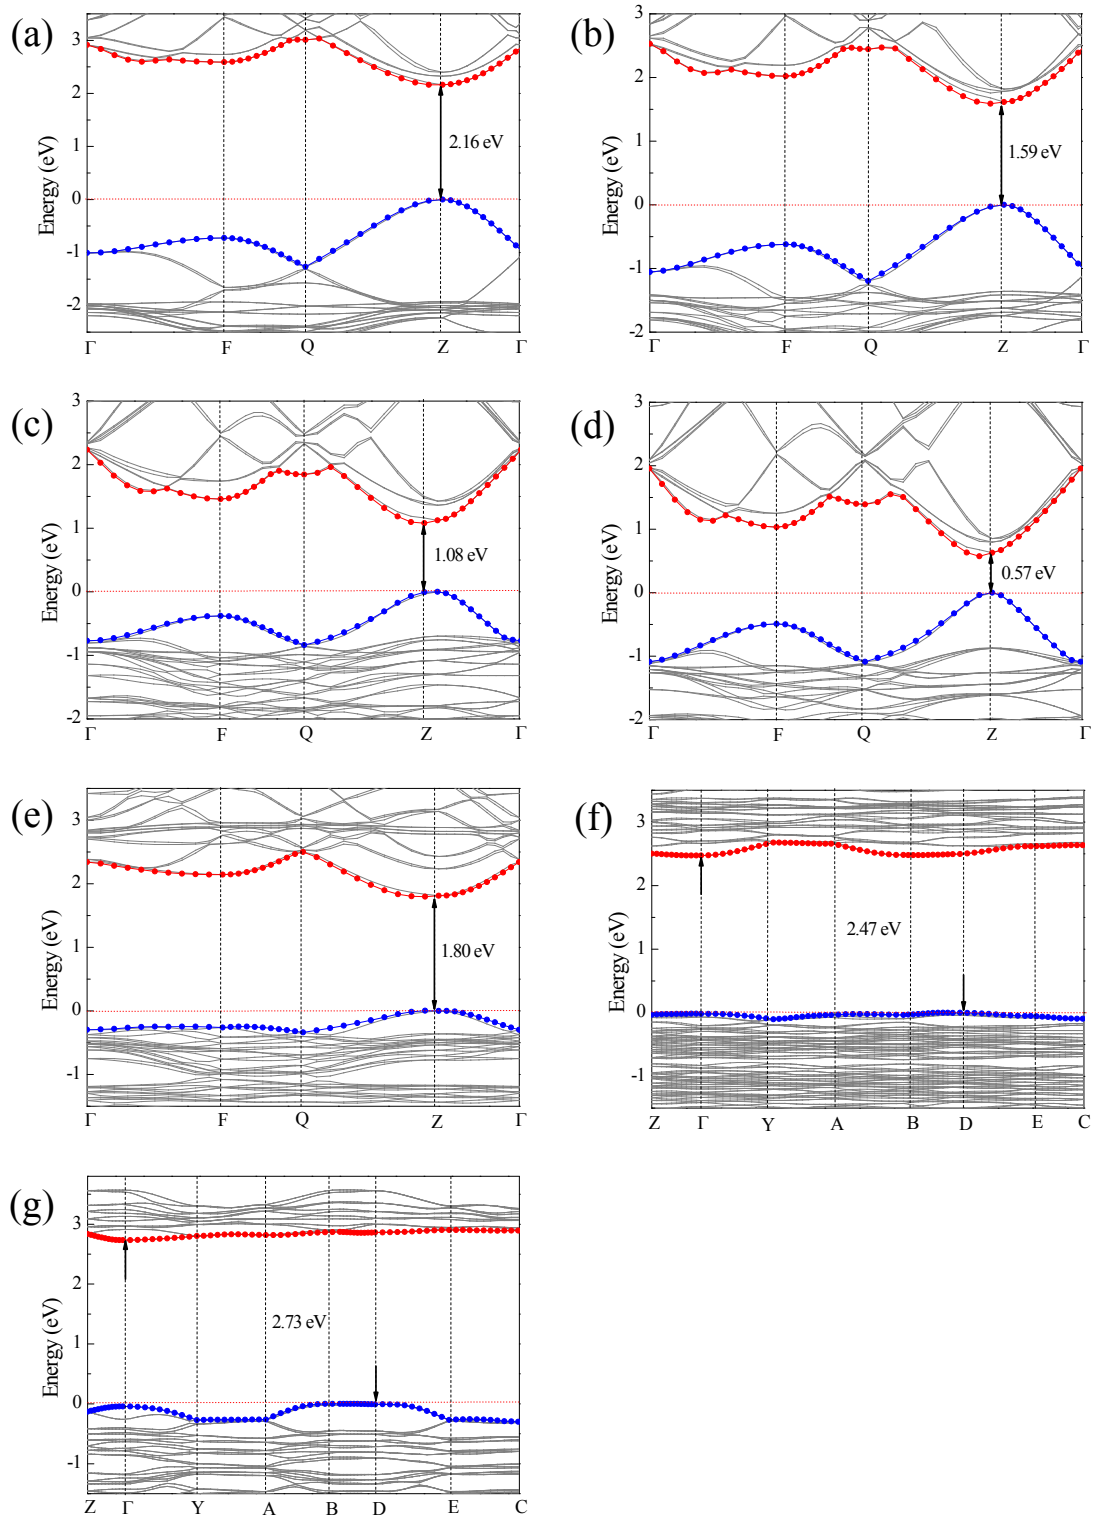 (a)
3
2
1
0
-1
-2
Energy (eV)
2.16 eV
Γ F Q Z Γ
(b)
3
2
1
0
-1
-2
Energy (eV)
1.59 eV
Γ F Q Z Γ
(c)
3
2
1
0
-1
-2
Energy (eV)
1.08 eV
Γ F Q Z Γ
(d)
3
2
1
0
-1
-2
Energy (eV)
0.57 eV
Γ F Q Z Γ
(e)
3
2
1
0
-1
Energy (eV)
1.80 eV
Γ F Q Z Γ
(f)
3
2
1
0
-1
Energy (eV)
2.47 eV
Z Γ Y A B D E C
(g)
3
2
1
0
-1
Energy (eV)
2.73 eV
Z Γ Y A B D E C